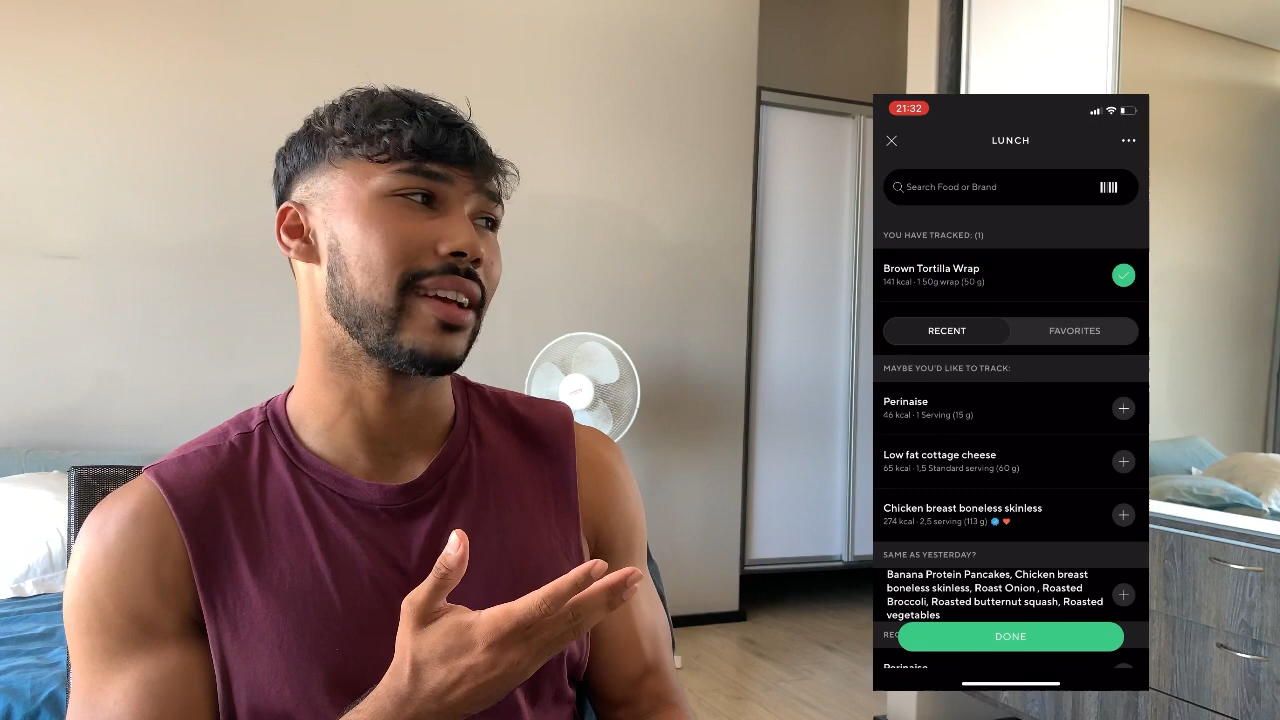 21:32
LUNCH
Search Food or Brand
YOU HAVE TRACKED: (1)
Brown Tortilla Wrap
141 kcal · 1 50g wrap (50 g)
RECENT
FAVORITES
MAYBE YOU'D LIKE TO TRACK:
Perinaise
46 kcal · 1 Serving (15 g)
Low fat cottage cheese
65 kcal · 1,5 Standard serving (60 g)
Chicken breast boneless skinless
274 kcal · 2,5 serving (113 g)
SAME AS YESTERDAY?
Banana Protein Pancakes, Chicken breast
boneless skinless, Roast Onion , Roasted
Broccoli, Roasted butternut squash, Roasted
vegetables
DONE
Perinaise